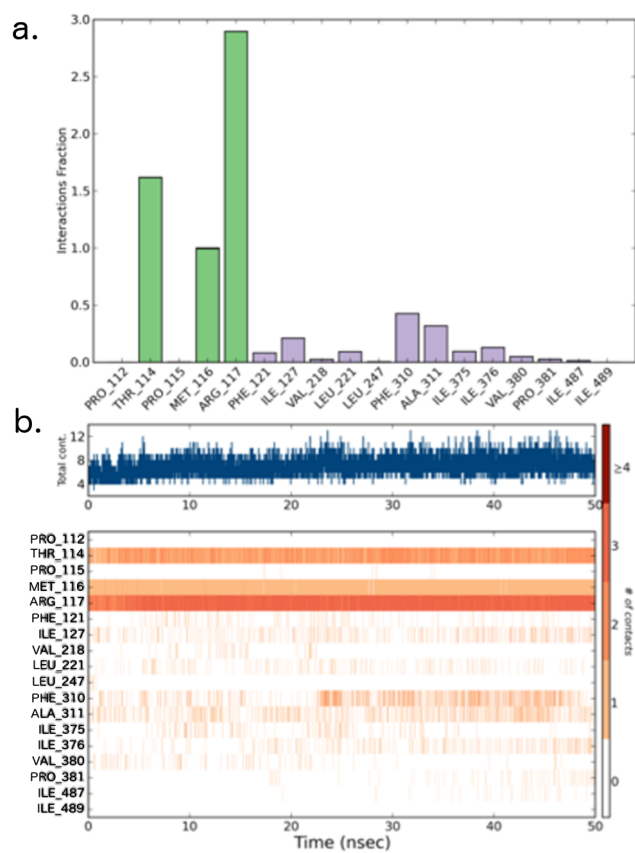 a.
3.0
2.5
2.0
1.5
1.0
0.5
0.0
Interactions Fraction
PRO_112
THR_114
PRO_115
MET_116
ARG_117
PHE_121
ILE_127
VAL_218
LEU_221
LEU_247
PHE_310
ALA_311
ILE_375
ILE_376
VAL_380
PRO_381
ILE_487
ILE_489
b.
Total cont.
12
8
4
0 10 20 30 40 50
PRO_112
THR_114
PRO_115
MET_116
ARG_117
PHE_121
ILE_127
VAL_218
LEU_221
LEU_247
PHE_310
ALA_311
ILE_375
ILE_376
VAL_380
PRO_381
ILE_487
ILE_489
0 10 20 30 40 50
Time (nsec)
≥4
3
2
1
0
# of contacts